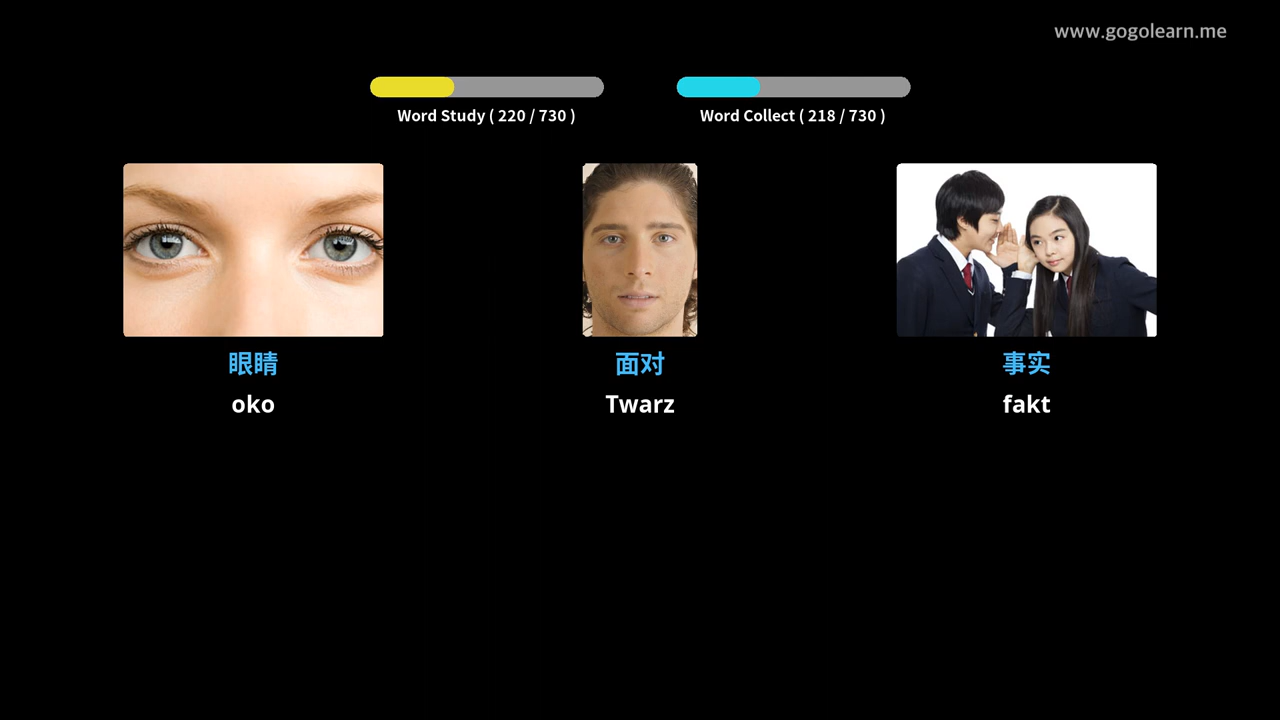 www.gogolearn.me
Word Study ( 220 / 730 )
Word Collect ( 218 / 730 )
眼睛
面对
事实
oko
Twarz
fakt